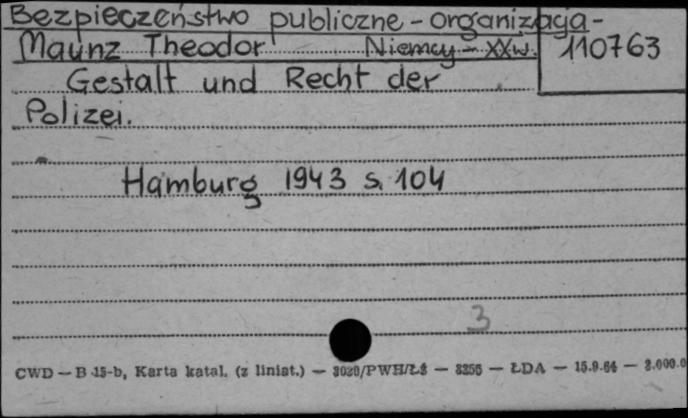 Bezpieczeństwo publiczne - organizacja -
Maunz Theodor Niemcy - XXw. 110763
Gestalt und Recht der
Polizei.
Hamburg 1943 s. 104
3
CWD — B 15-b, Karta katal. (z liniat.) — 3020/PWH/ŁS — 3255 — ŁDA — 15.9.64 — 2.000.0